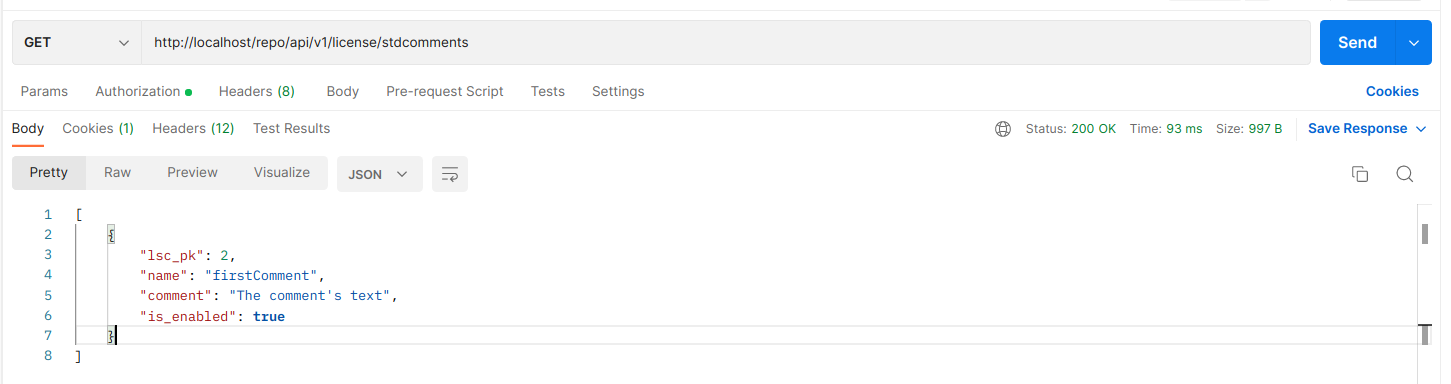 GET http://localhost/repo/api/v1/license/stdcomments Send
Params Authorization Headers (8) Body Pre-request Script Tests Settings Cookies
Body Cookies (1) Headers (12) Test Results Status: 200 OK Time: 93 ms Size: 997 B Save Response
Pretty Raw Preview Visualize JSON
1 [
2 {
3 "lsc_pk": 2,
4 "name": "firstComment",
5 "comment": "The comment's text",
6 "is_enabled": true
7 }
8 ]